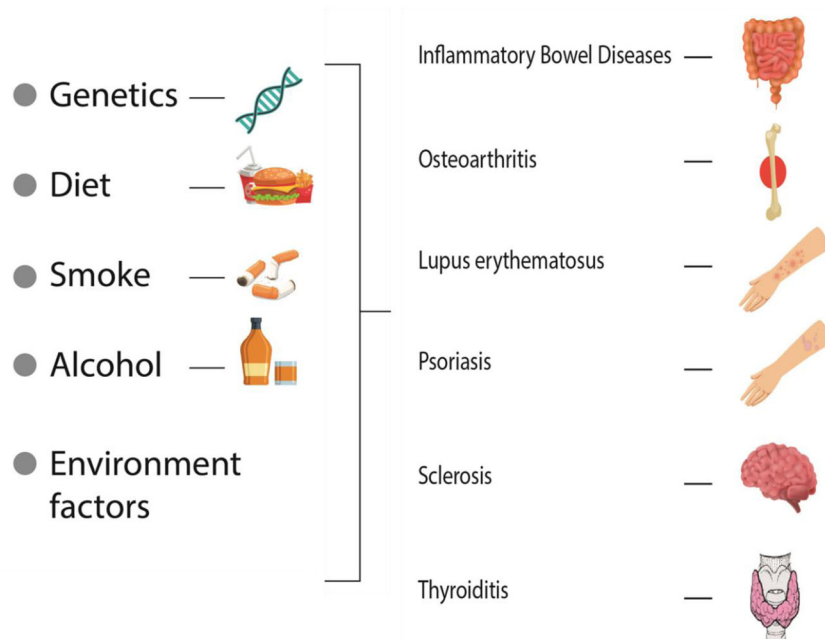 Genetics
Diet
Smoke
Alcohol
Environment
factors
Inflammatory Bowel Diseases
Osteoarthritis
Lupus erythematosus
Psoriasis
Sclerosis
Thyroiditis